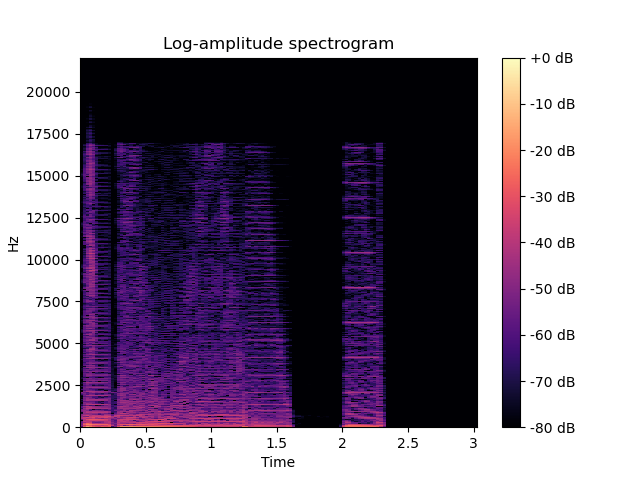 Log-amplitude spectrogram
Hz
20000
17500
15000
12500
10000
7500
5000
2500
0
0 0.5 1 1.5 2 2.5 3
Time
+0 dB
-10 dB
-20 dB
-30 dB
-40 dB
-50 dB
-60 dB
-70 dB
-80 dB